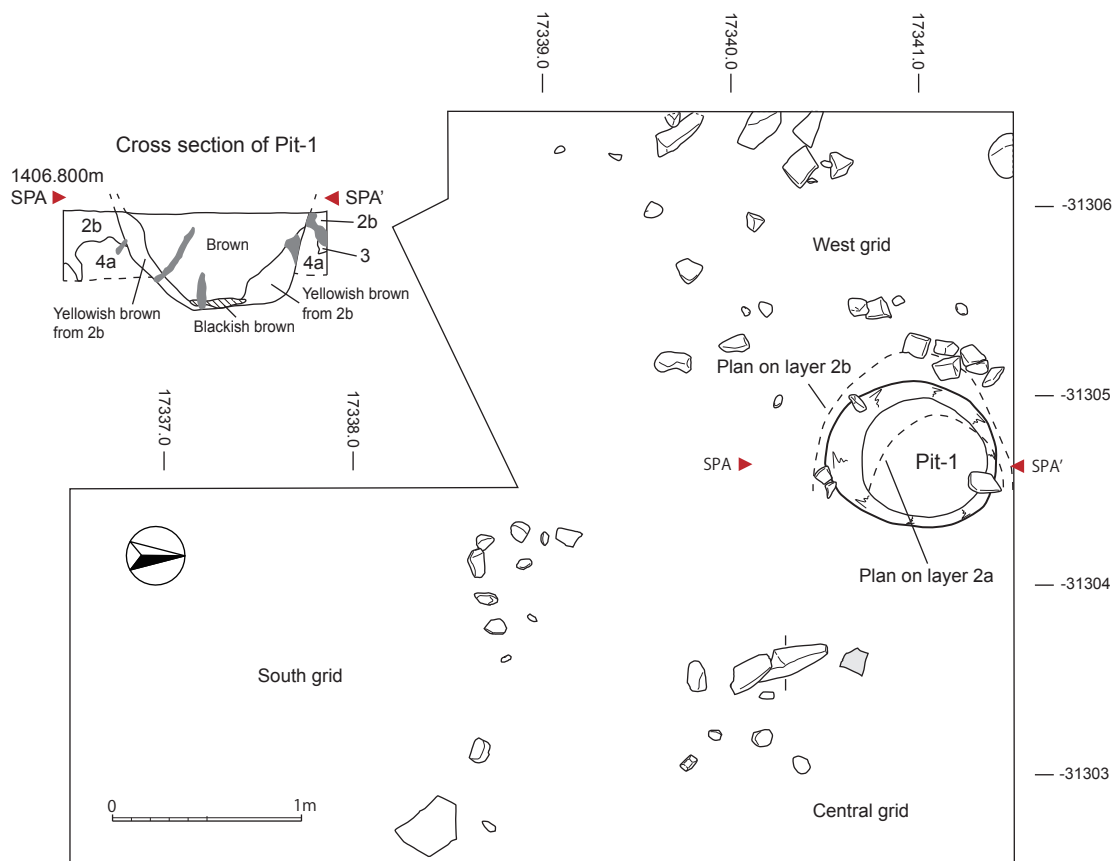 17339.0
17340.0
17341.0
Cross section of Pit-1
1406.800m
SPA
SPA'
2b
2b
Brown
4a
4a
3
Yellowish brown
from 2b
Yellowish brown
from 2b
Blackish brown
-31306
West grid
Plan on layer 2b
17337.0
17338.0
-31305
SPA
Pit-1
SPA'
Plan on layer 2a
-31304
South grid
-31303
0
1m
Central grid